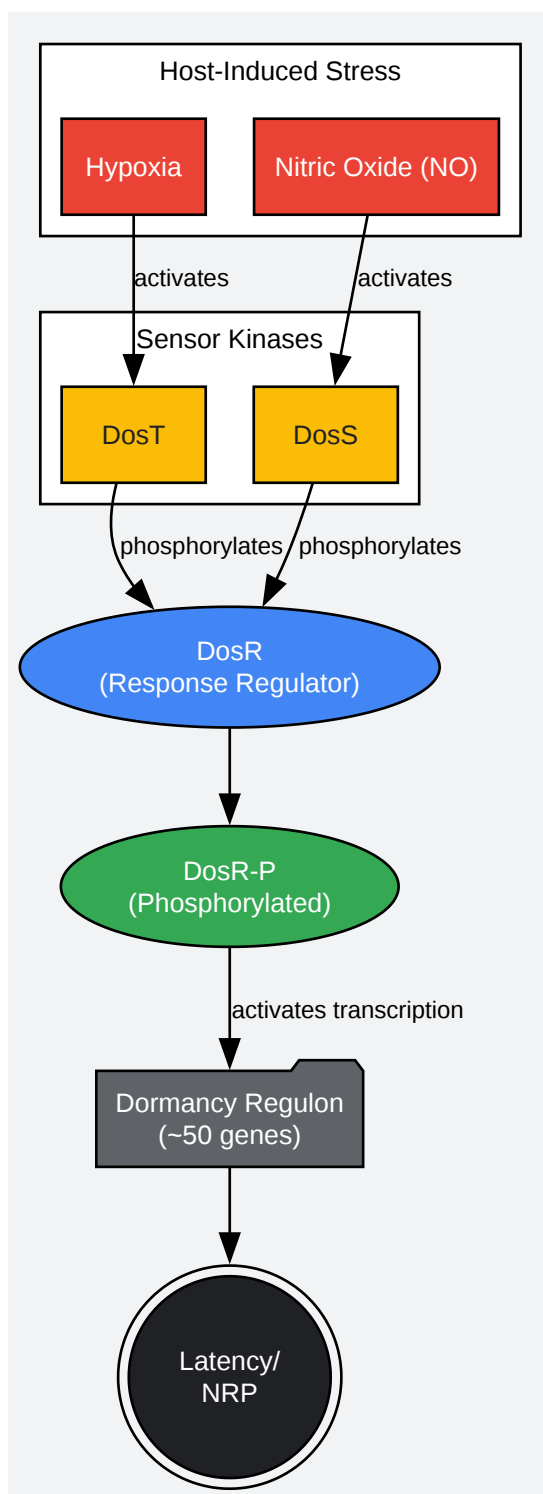 Host-Induced Stress
Hypoxia
Nitric Oxide (NO)
activates
activates
Sensor Kinases
DosT
DosS
phosphorylates
phosphorylates
DosR
(Response Regulator)
DosR-P
(Phosphorylated)
activates transcription
Dormancy Regulon
(~50 genes)
Latency/
NRP